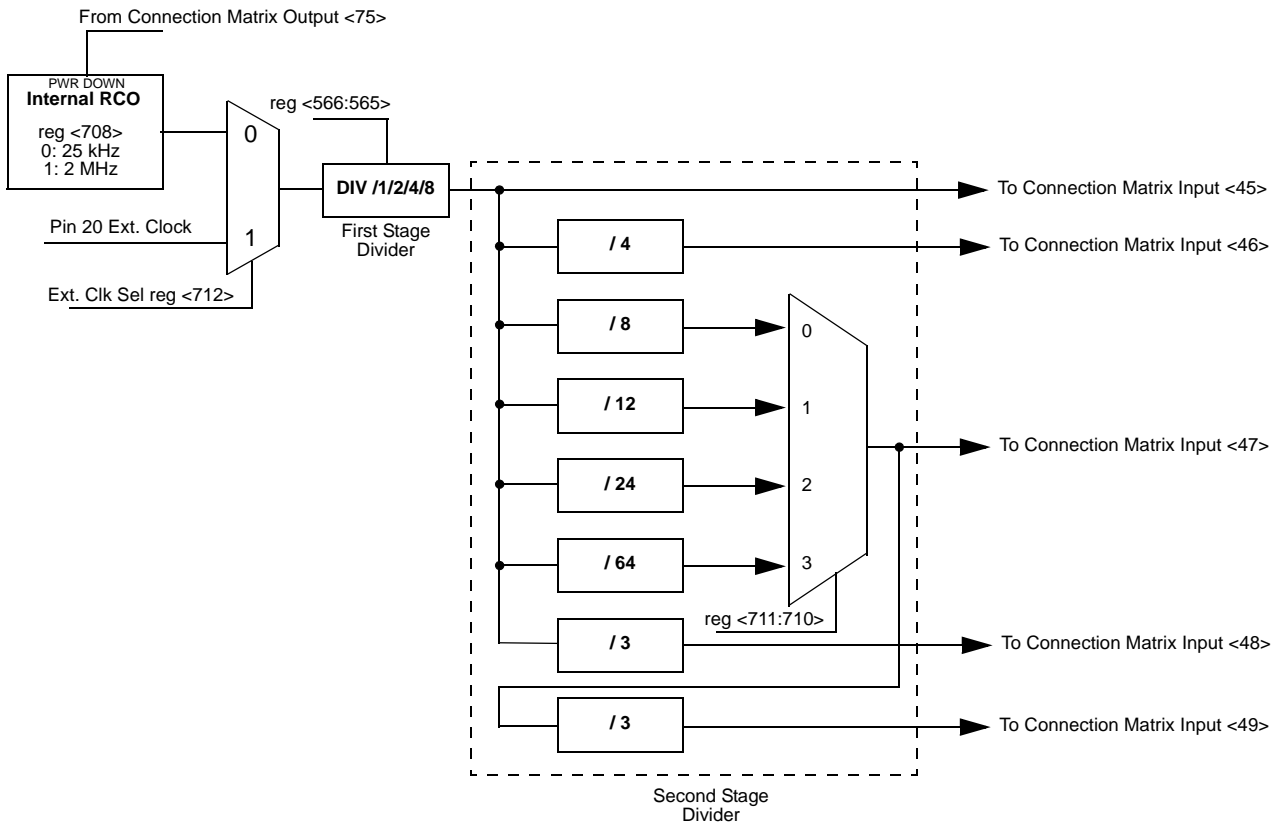 From Connection Matrix Output <75>
PWR DOWN
Internal RCO
reg <708>
0: 25 kHz
1: 2 MHz
Pin 20 Ext. Clock
Ext. Clk Sel reg <712>
0
1
reg <566:565>
DIV /1/2/4/8
First Stage
Divider
/ 4
/ 8
/ 12
/ 24
/ 64
/ 3
/ 3
0
1
2
3
reg <711:710>
To Connection Matrix Input <45>
To Connection Matrix Input <46>
To Connection Matrix Input <47>
To Connection Matrix Input <48>
To Connection Matrix Input <49>
Second Stage
Divider